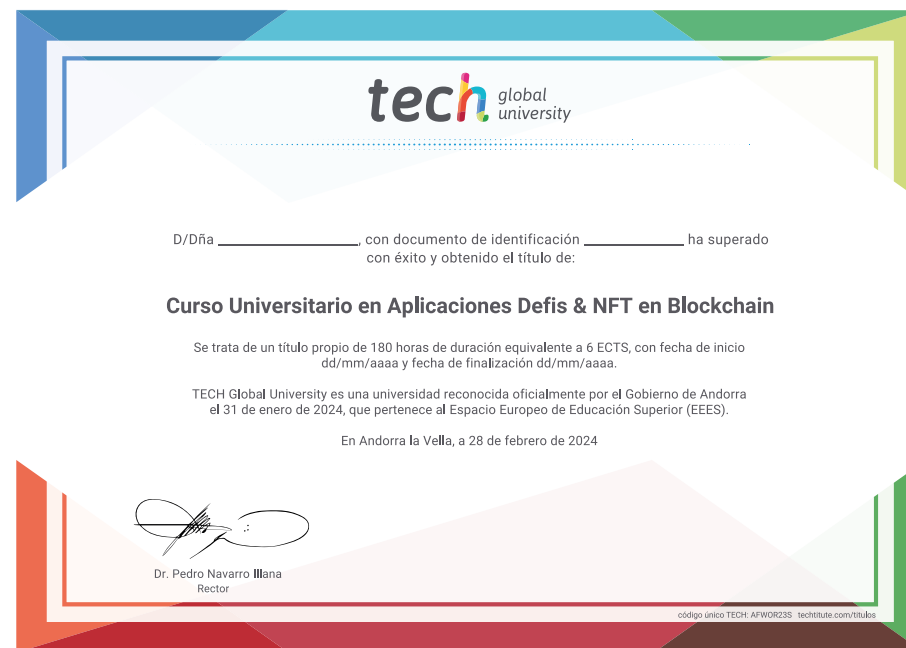 tech global university
D/Dña ____________________, con documento de identificación ______________ ha superado
con éxito y obtenido el título de:
Curso Universitario en Aplicaciones Defis & NFT en Blockchain
Se trata de un título propio de 180 horas de duración equivalente a 6 ECTS, con fecha de inicio
dd/mm/aaaa y fecha de finalización dd/mm/aaaa.
TECH Global University es una universidad reconocida oficialmente por el Gobierno de Andorra
el 31 de enero de 2024, que pertenece al Espacio Europeo de Educación Superior (EEES).
En Andorra la Vella, a 28 de febrero de 2024
Dr. Pedro Navarro Illana
Rector
código único TECH: AFWOR23S techtitute.com/titulos